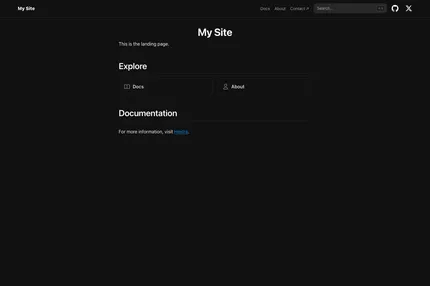 My Site
Docs About Contact ↗ Search...
My Site
This is the landing page.
Explore
Docs
About
Documentation
For more information, visit nextra.